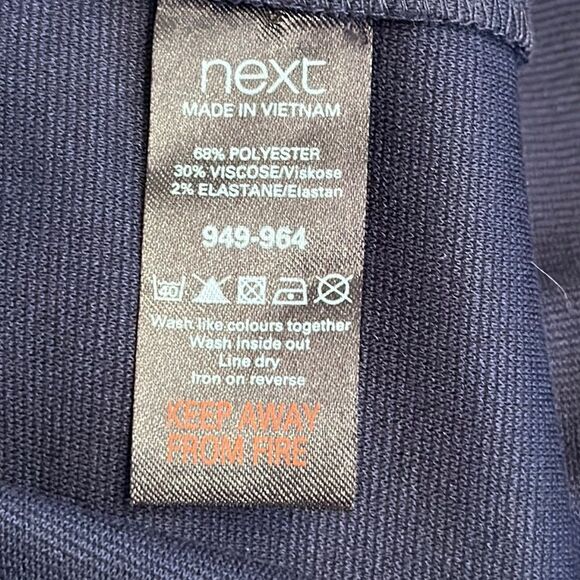 next
MADE IN VIETNAM
68% POLYESTER
30% VISCOSE/Viskose
2% ELASTANE/Elastan
949-964
40
Wash like colours together
Wash inside out
Line dry
Iron on reverse
KEEP AWAY
FROM FIRE